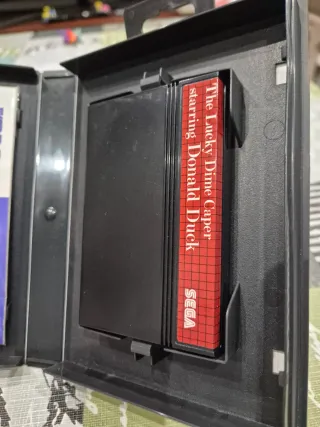 The Lucky Dime Caper
starring Donald Duck
SEGA